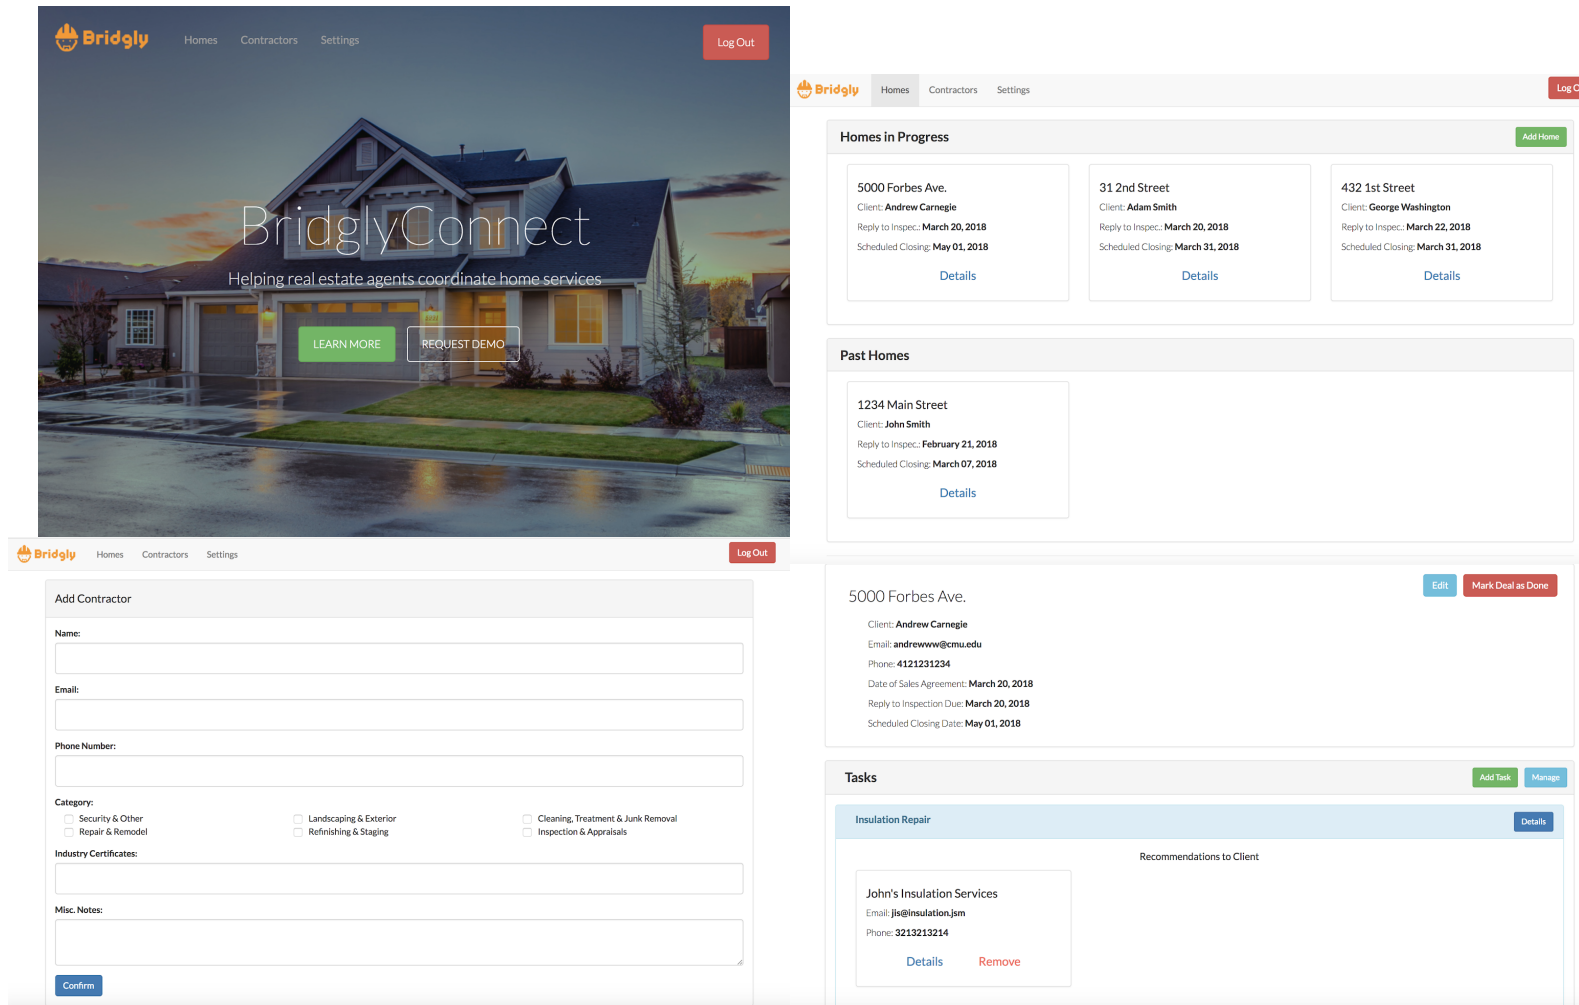 Bridgly Homes Contractors Settings Log Out
BridglyConnect
Helping real estate agents coordinate home services
LEARN MORE REQUEST DEMO
Bridgly Homes Contractors Settings Log O
Homes in Progress Add Home
5000 Forbes Ave.
Client: Andrew Carnegie
Reply to Inspec.: March 20, 2018
Scheduled Closing: May 01, 2018
Details
31 2nd Street
Client: Adam Smith
Reply to Inspec.: March 20, 2018
Scheduled Closing: March 31, 2018
Details
432 1st Street
Client: George Washington
Reply to Inspec.: March 22, 2018
Scheduled Closing: March 31, 2018
Details
Past Homes
1234 Main Street
Client: John Smith
Reply to Inspec.: February 21, 2018
Scheduled Closing: March 07, 2018
Details
Bridgly Homes Contractors Settings Log Out
Add Contractor
Name:
Email:
Phone Number:
Category:
Security & Other Landscaping & Exterior Cleaning, Treatment & Junk Removal
Repair & Remodel Refinishing & Staging Inspection & Appraisals
Industry Certificates:
Misc. Notes:
Confirm
5000 Forbes Ave. Edit Mark Deal as Done
Client: Andrew Carnegie
Email: andrewww@cmu.edu
Phone: 4121231234
Date of Sales Agreement: March 20, 2018
Reply to Inspection Due: March 20, 2018
Scheduled Closing Date: May 01, 2018
Tasks Add Task Manage
Insulation Repair Details
Recommendations to Client
John's Insulation Services
Email: jis@insulation.jsm
Phone: 3213213214
Details Remove